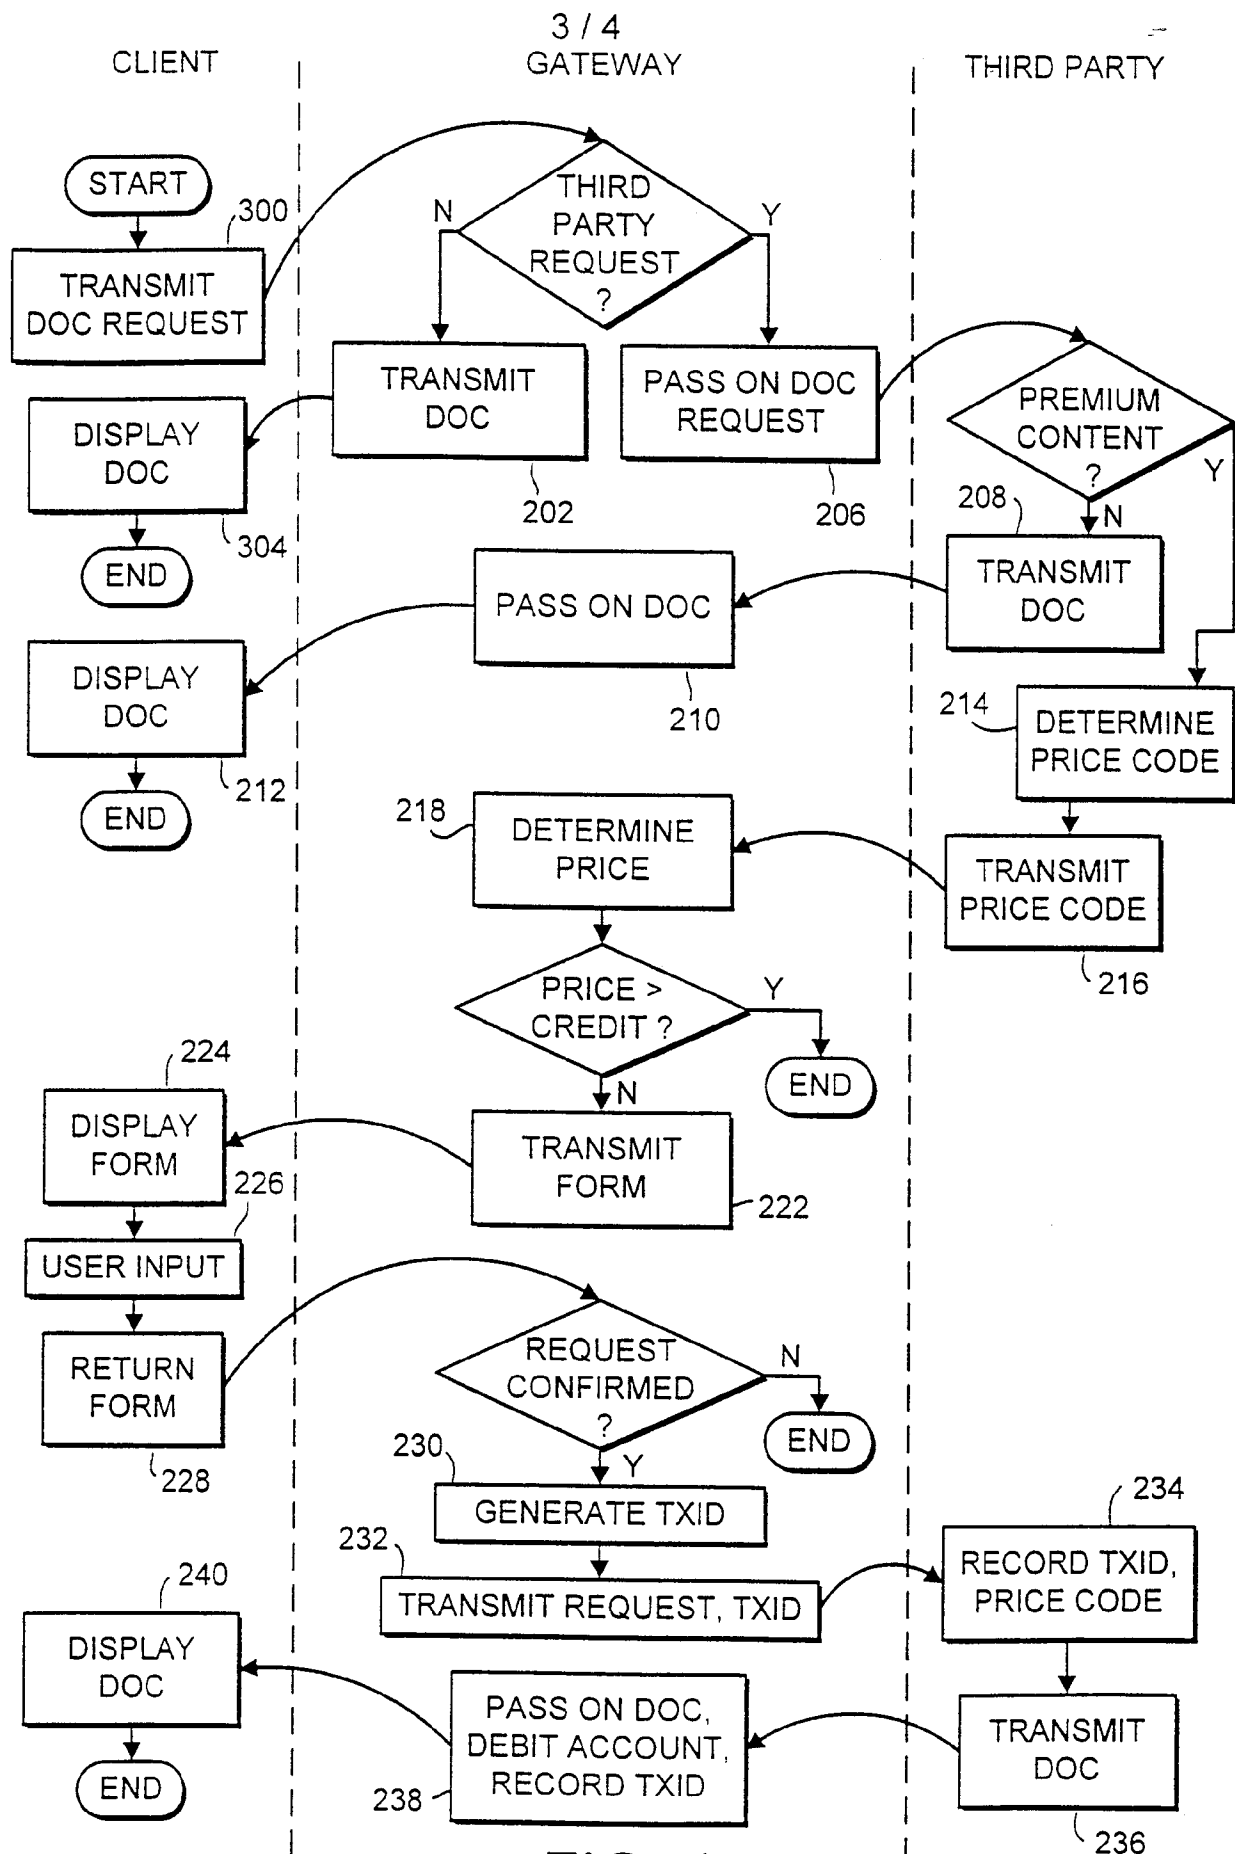 3 / 4
CLIENT
GATEWAY
THIRD PARTY
START
300
TRANSMIT
DOC REQUEST
THIRD
PARTY
REQUEST
?
N
Y
TRANSMIT
DOC
202
PASS ON DOC
REQUEST
206
PREMIUM
CONTENT
?
Y
N
DISPLAY
DOC
304
END
208
TRANSMIT
DOC
PASS ON DOC
210
DISPLAY
DOC
212
END
214
DETERMINE
PRICE CODE
TRANSMIT
PRICE CODE
216
218
DETERMINE
PRICE
PRICE >
CREDIT ?
Y
END
N
TRANSMIT
FORM
222
224
DISPLAY
FORM
226
USER INPUT
RETURN
FORM
228
REQUEST
CONFIRMED
?
N
END
Y
230
GENERATE TXID
232
TRANSMIT REQUEST, TXID
234
RECORD TXID,
PRICE CODE
TRANSMIT
DOC
236
PASS ON DOC,
DEBIT ACCOUNT,
RECORD TXID
238
240
DISPLAY
DOC
END